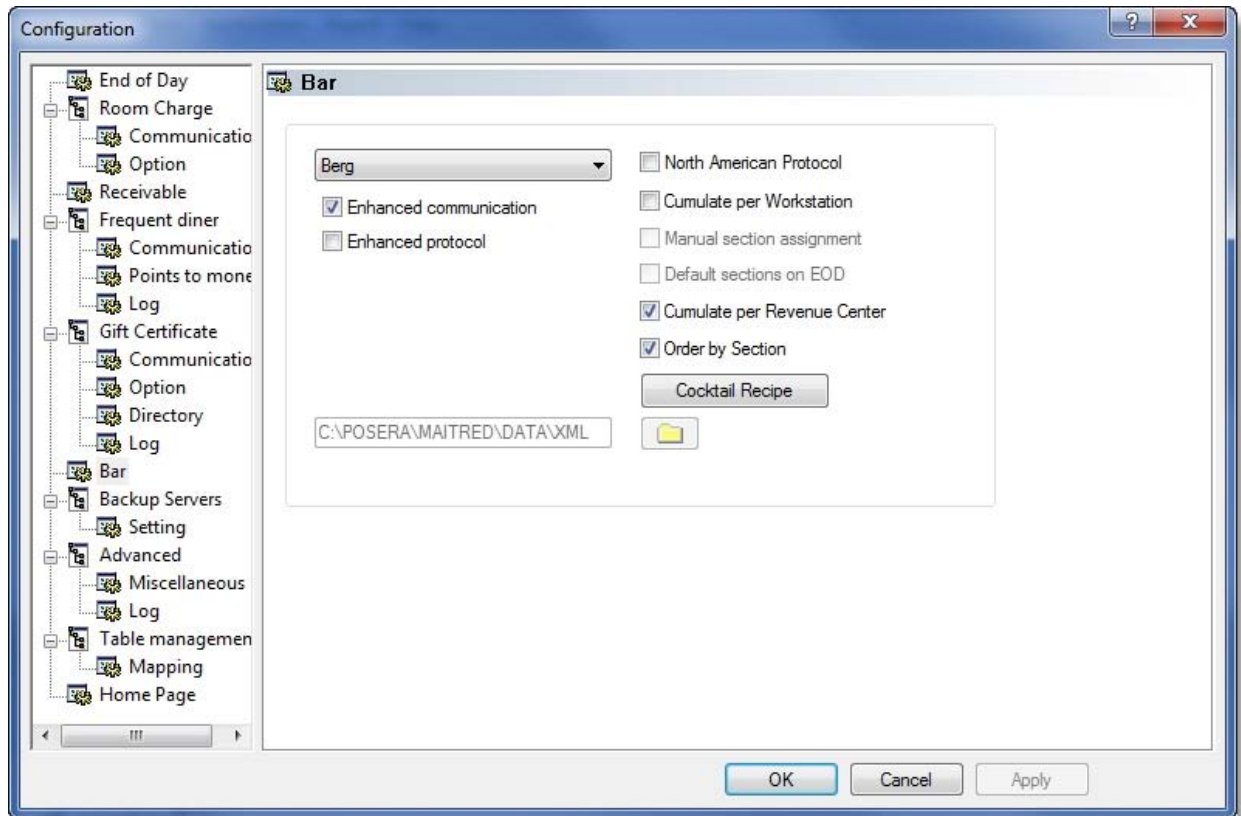 Configuration
End of Day
Room Charge
Communicatio
Option
Receivable
Frequent diner
Communicatio
Points to mone
Log
Gift Certificate
Communicatio
Option
Directory
Log
Bar
Backup Servers
Setting
Advanced
Miscellaneous
Log
Table managemen
Mapping
Home Page
Bar
Berg
Enhanced communication
Enhanced protocol
C:\POSERA\MAITRED\DATA\XML
North American Protocol
Cumulate per Workstation
Manual section assignment
Default sections on EOD
Cumulate per Revenue Center
Order by Section
Cocktail Recipe
OK Cancel Apply